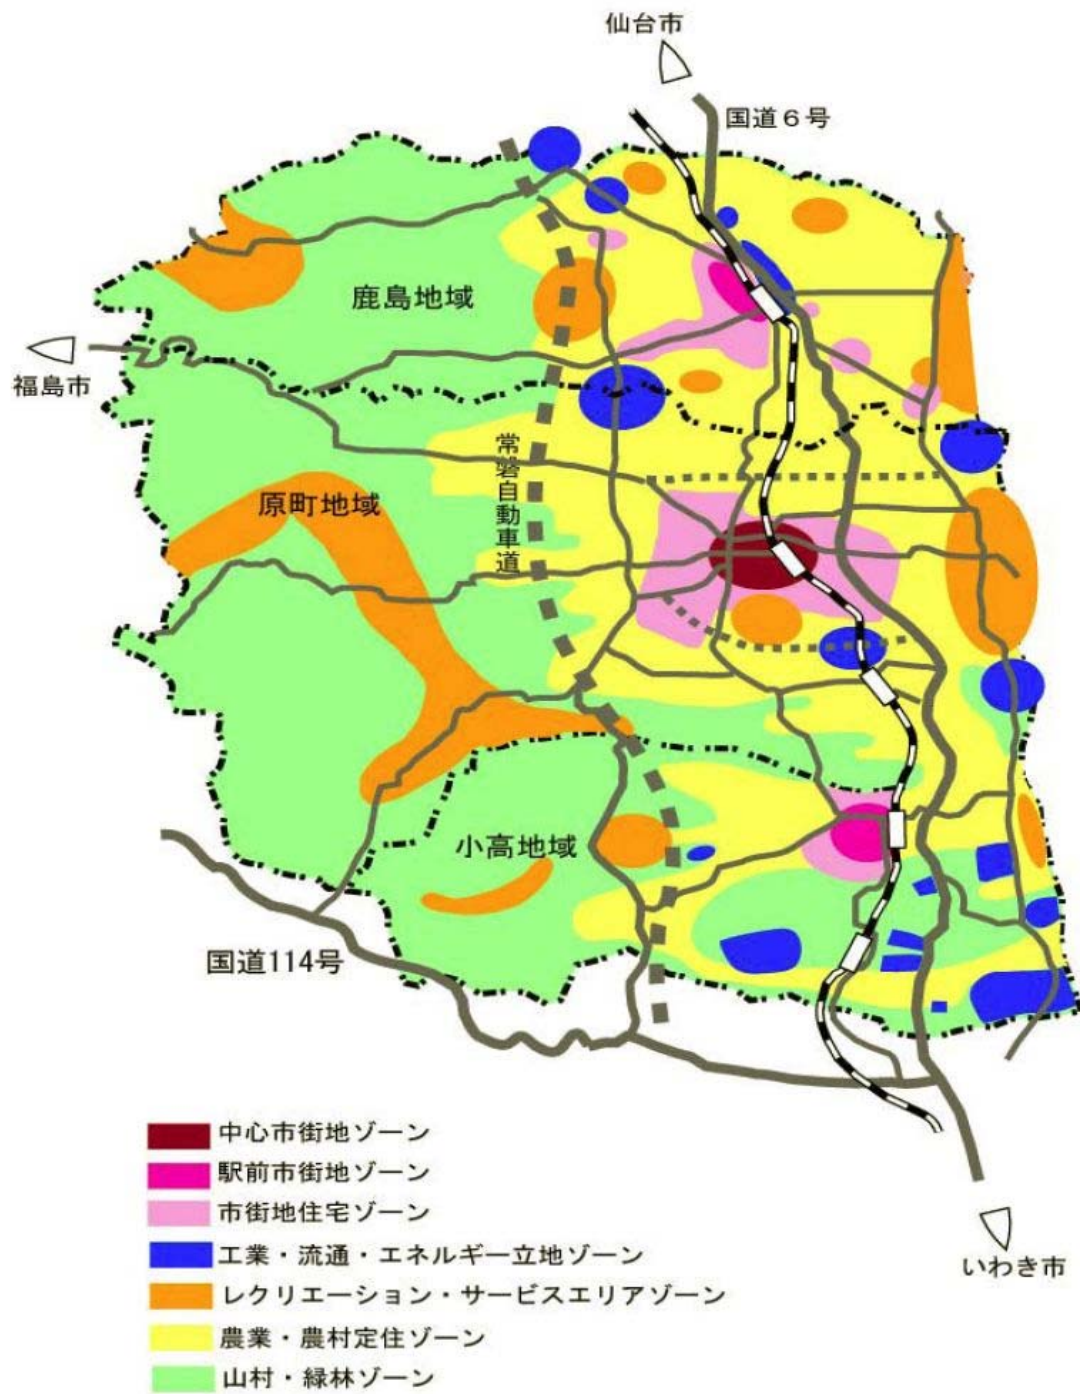 仙台市
国道6号
鹿島地域
福島市
常磐自動車道
原町地域
小高地域
国道114号
いわき市
中心市街地ゾーン
駅前市街地ゾーン
市街地住宅ゾーン
工業・流通・エネルギー立地ゾーン
レクリエーション・サービスエリアゾーン
農業・農村定住ゾーン
山村・緑林ゾーン